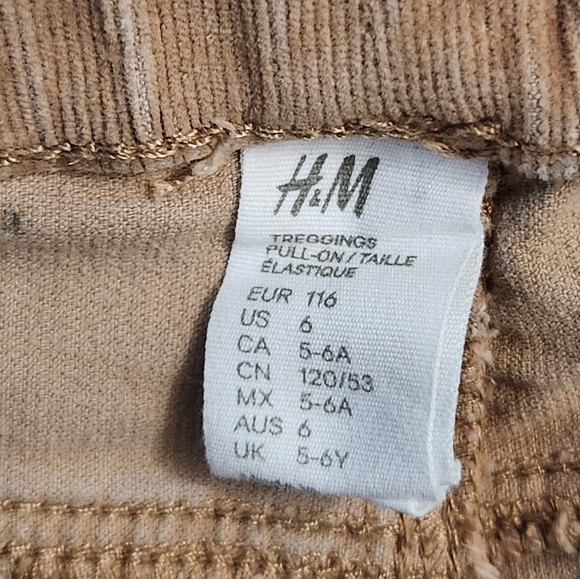 H&M
TREGGINGS
PULL-ON/TAILLE
ÉLASTIQUE
EUR 116
US 6
CA 5-6A
CN 120/53
MX 5-6A
AUS 6
UK 5-6Y